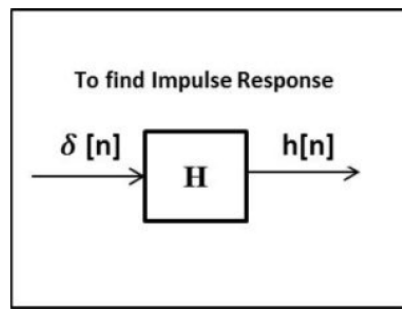 To find Impulse Response
δ [n]
H
h[n]